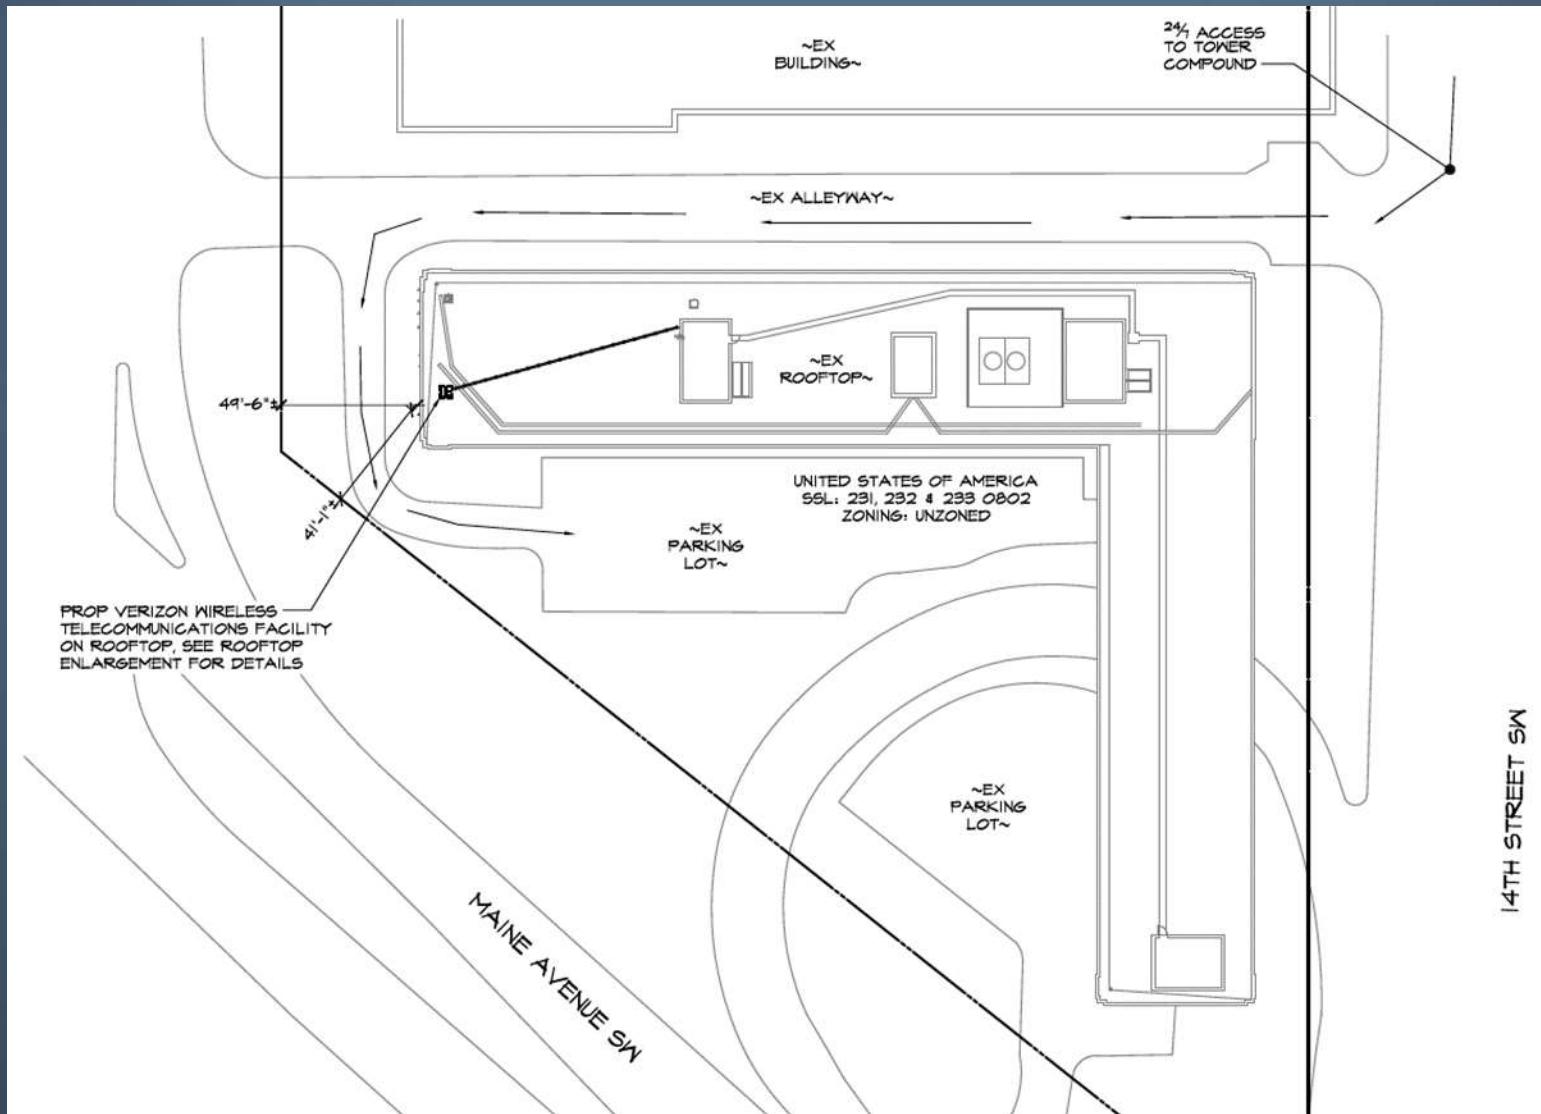 ~EX
BUILDING~
24/7 ACCESS
TO TOWER
COMPOUND
~EX ALLEYWAY~
~EX
ROOFTOP~
49'-6"±
41'-1"±
UNITED STATES OF AMERICA
SSL: 231, 232 & 233 0802
ZONING: UNZONED
~EX
PARKING
LOT~
PROP VERIZON WIRELESS
TELECOMMUNICATIONS FACILITY
ON ROOFTOP, SEE ROOFTOP
ENLARGEMENT FOR DETAILS
~EX
PARKING
LOT~
MAINE AVENUE SW
14TH STREET SW